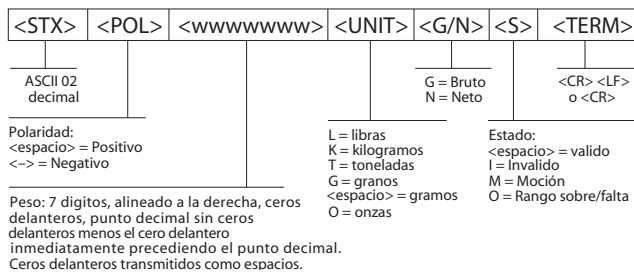 <STX> <POL> <wwwwwww> <UNIT> <G/N> <S> <TERM>
ASCII 02
decimal
G = Bruto
N = Neto
<CR> <LF>
o <CR>
Polaridad:
<espacio> = Positivo
<–> = Negativo
L = libras
K = kilogramos
T = toneladas
G = granos
<espacio> = gramos
O = onzas
Estado:
<espacio> = valido
I = Invalido
M = Moción
O = Rango sobre/falta
Peso: 7 digitos, alineado a la derecha, ceros
delanteros, punto decimal sin ceros
delanteros menos el cero delantero
inmediatamente precediendo el punto decimal.
Ceros delanteros transmitidos como espacios.